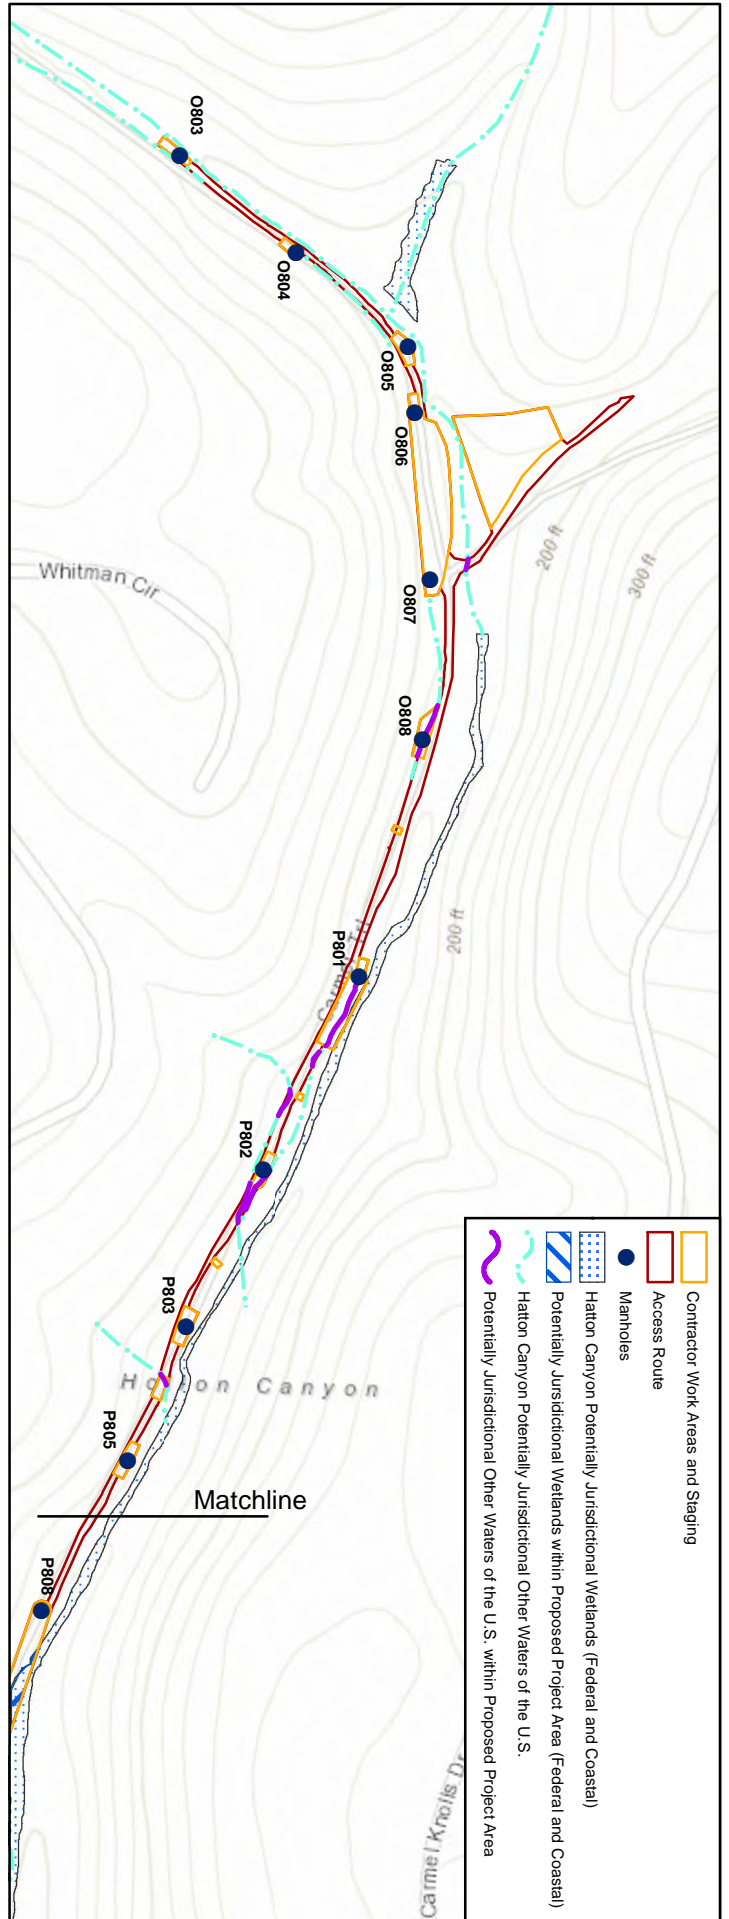 O803
O804
O805
O806
O807
O808
P801
P802
P803
P805
P808
Whitman Cir
200 ft
300 ft
200 ft
Carmel Trl
Hatton Canyon
Matchline
Carmel Knolls Dr
Contractor Work Areas and Staging
Access Route
Manholes
Hatton Canyon Potentially Jurisdictional Wetlands (Federal and Coastal)
Potentially Jursidictional Wetlands within Proposed Project Area (Federal and Coastal)
Hatton Canyon Potentially Jurisdictional Other Waters of the U.S.
Potentially Jurisdictional Other Waters of the U.S. within Proposed Project Area